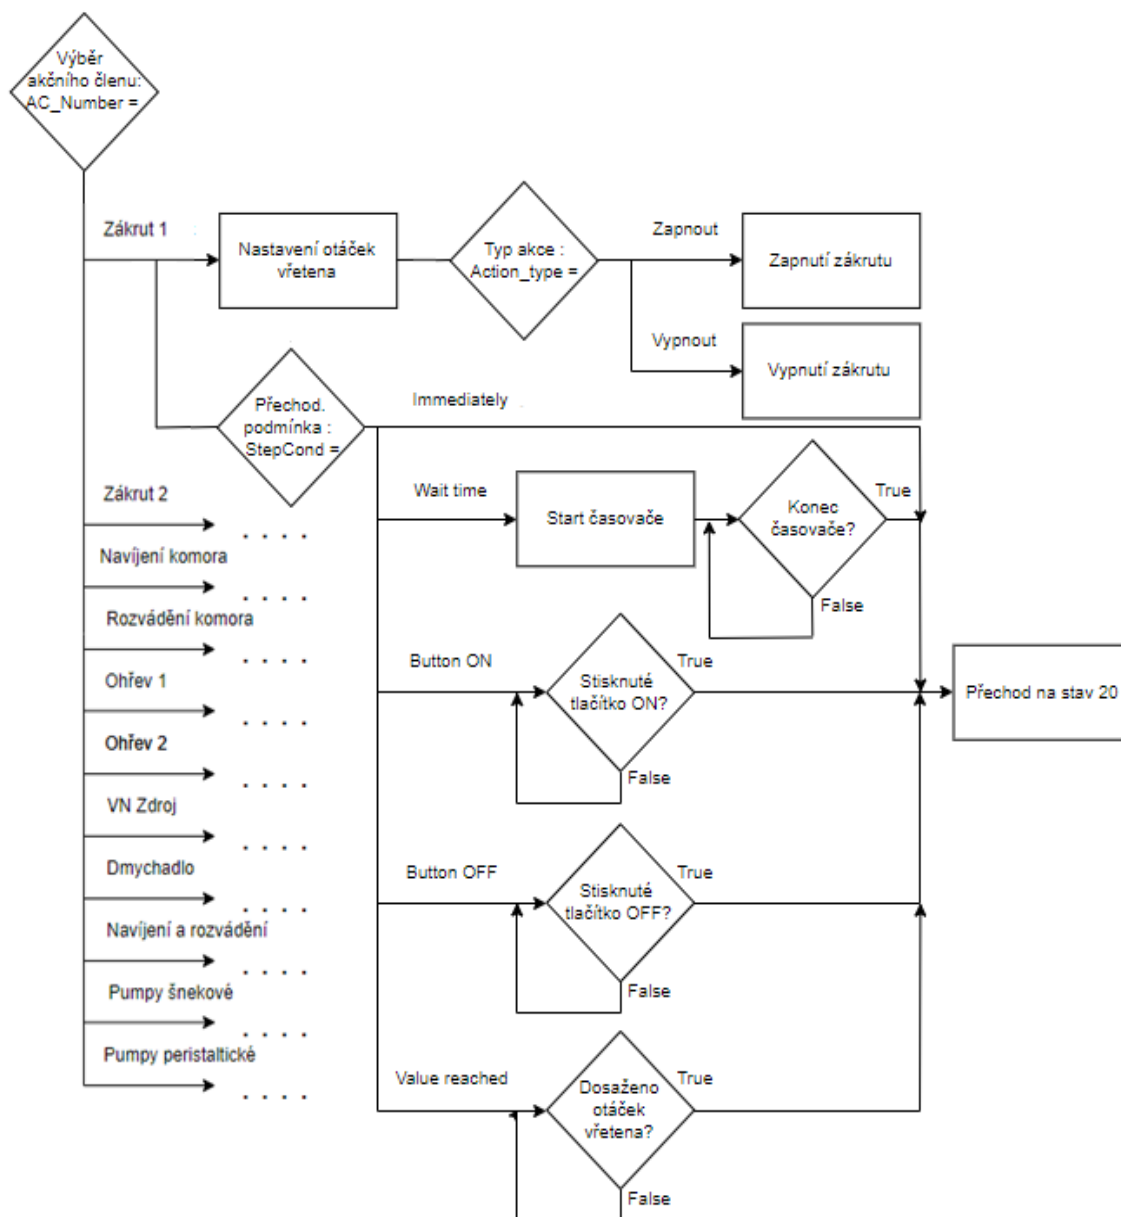 Výběr
akčního členu:
AC_Number =
Zákrut 1
Nastavení otáček
vřetena
Typ akce :
Action_type =
Zapnout
Zapnutí zákrutu
Vypnout
Vypnutí zákrutu
Přechod.
podmínka :
StepCond =
Immediately
Wait time
Start časovače
Konec
časovače?
True
False
Zákrut 2
. . . .
Navíjení komora
. . . .
Rozvádění komora
. . . .
Ohřev 1
. . . .
Ohřev 2
. . . .
VN Zdroj
. . . .
Dmychadlo
. . . .
Navíjení a rozvádění
. . . .
Pumpy šnekové
. . . .
Pumpy peristaltické
. . . .
Button ON
Stisknuté
tlačítko ON?
True
False
Přechod na stav 20
Button OFF
Stisknuté
tlačítko OFF?
True
False
Value reached
Dosaženo
otáček
vřetena?
True
False